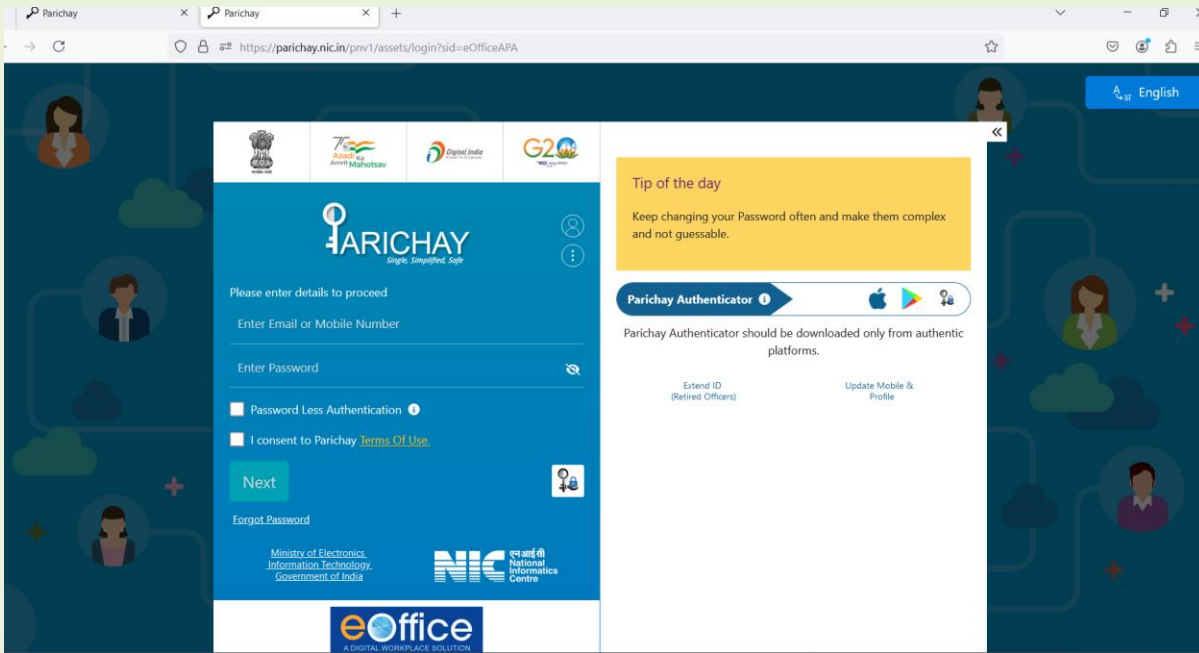 Parichay
Parichay
https://parichay.nic.in/pnv1/assets/login?sid=eOfficeAPA
English
Azadi Ka
Amrit Mahotsav
Digital India
G20
PARICHAY
Single, Simplified, Safe
Please enter details to proceed
Enter Email or Mobile Number
Enter Password
Password Less Authentication
I consent to Parichay Terms Of Use.
Next
Forgot Password
Ministry of Electronics
Information Technology
Government of India
NIC
एनआईसी
National
Informatics
Centre
eOffice
A DIGITAL WORKPLACE SOLUTION
Tip of the day
Keep changing your Password often and make them complex
and not guessable.
Parichay Authenticator
Parichay Authenticator should be downloaded only from authentic
platforms.
Extend ID
(Retired Officers)
Update Mobile &
Profile